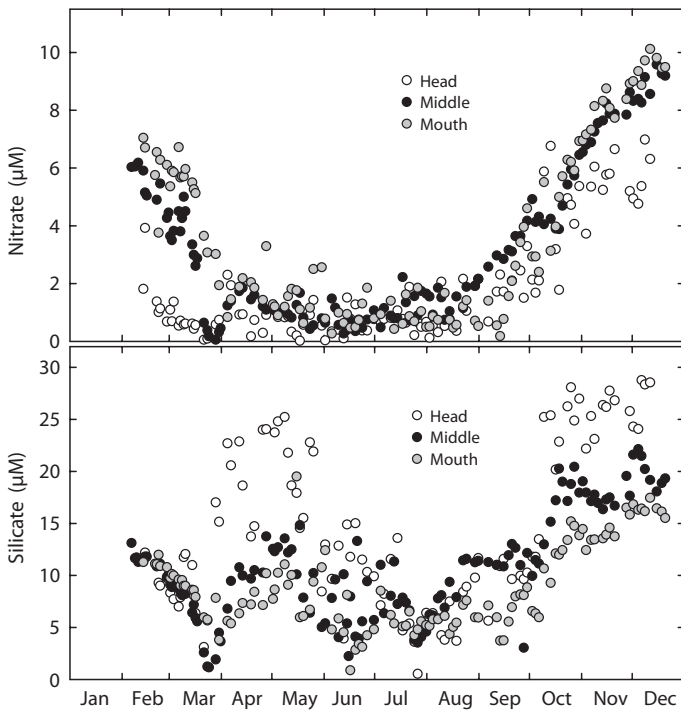 10
8
6
4
2
0
Nitrate (µM)
Head
Middle
Mouth
30
25
20
15
10
5
0
Silicate (µM)
Head
Middle
Mouth
Jan Feb Mar Apr May Jun Jul Aug Sep Oct Nov Dec